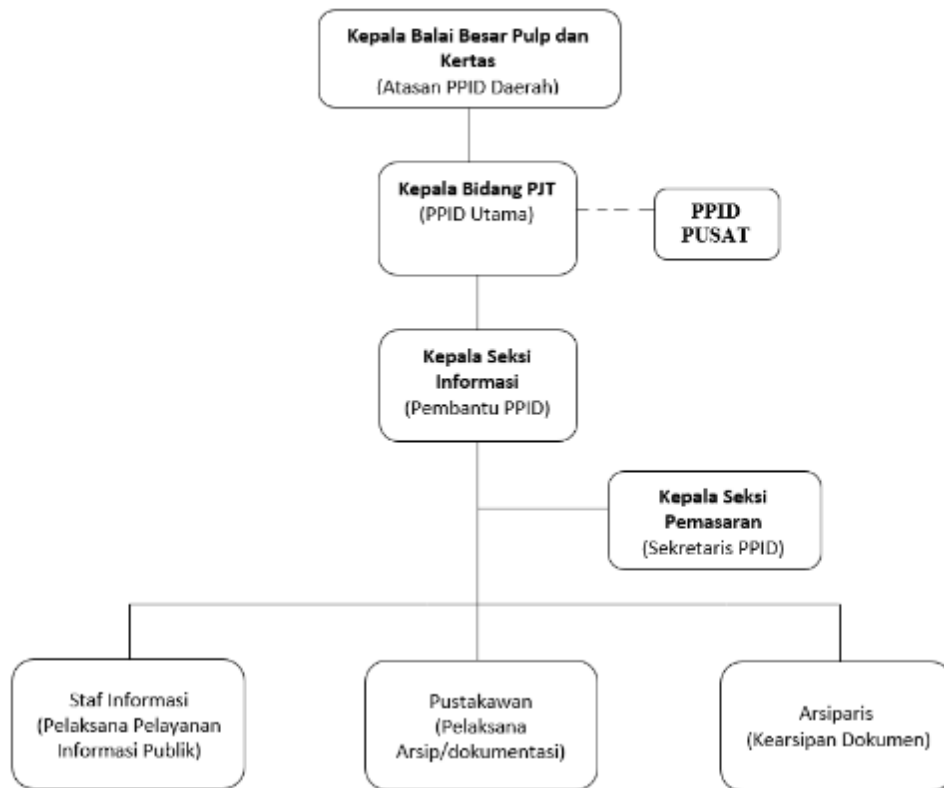 Kepala Balai Besar Pulp dan
Kertas
(Atasan PPID Daerah)
Kepala Bidang PJT
(PPID Utama)
PPID
PUSAT
Kepala Seksi
Informasi
(Pembantu PPID)
Kepala Seksi
Pemasaran
(Sekretaris PPID)
Staf Informasi
(Pelaksana Pelayanan
Informasi Publik)
Pustakawan
(Pelaksana
Arsip/dokumentasi)
Arsiparis
(Kearsipan Dokumen)